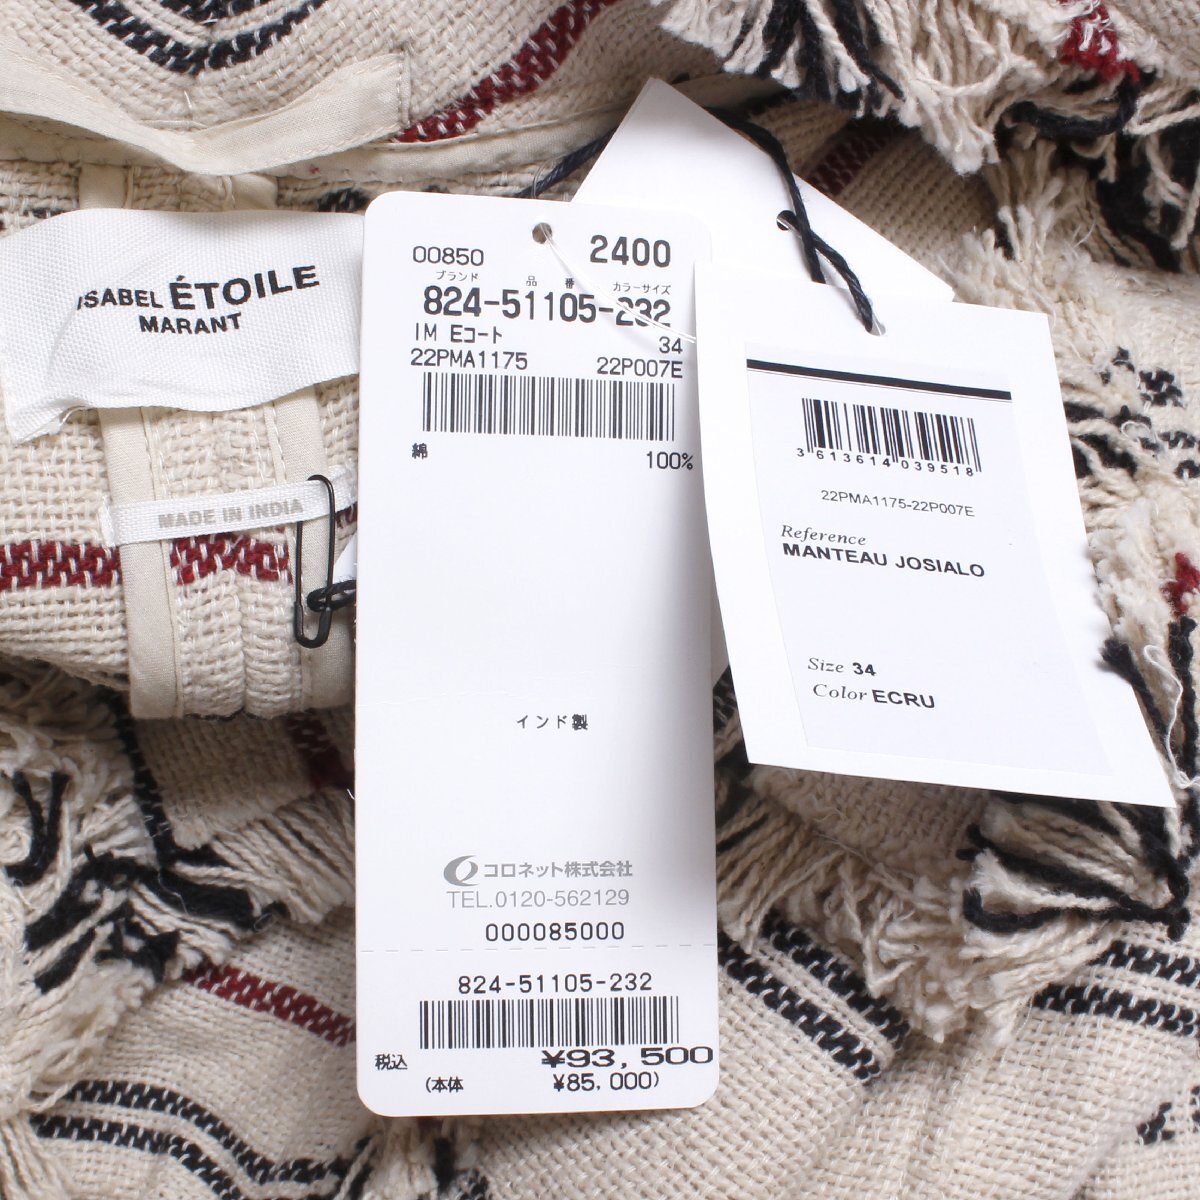 ISABEL ÉTOILE
MARANT
MADE IN INDIA
00850 2400
ブランド 品番 カラーサイズ
824-51105-232
IM Eコート 34
22PMA1175 22P007E
綿 100%
インド製
コロネット株式会社
TEL.0120-562129
000085000
824-51105-232
税込 ¥93,500
(本体 ¥85,000)
3 613614 039518
22PMA1175-22P007E
Reference
MANTEAU JOSIALO
Size 34
Color ECRU